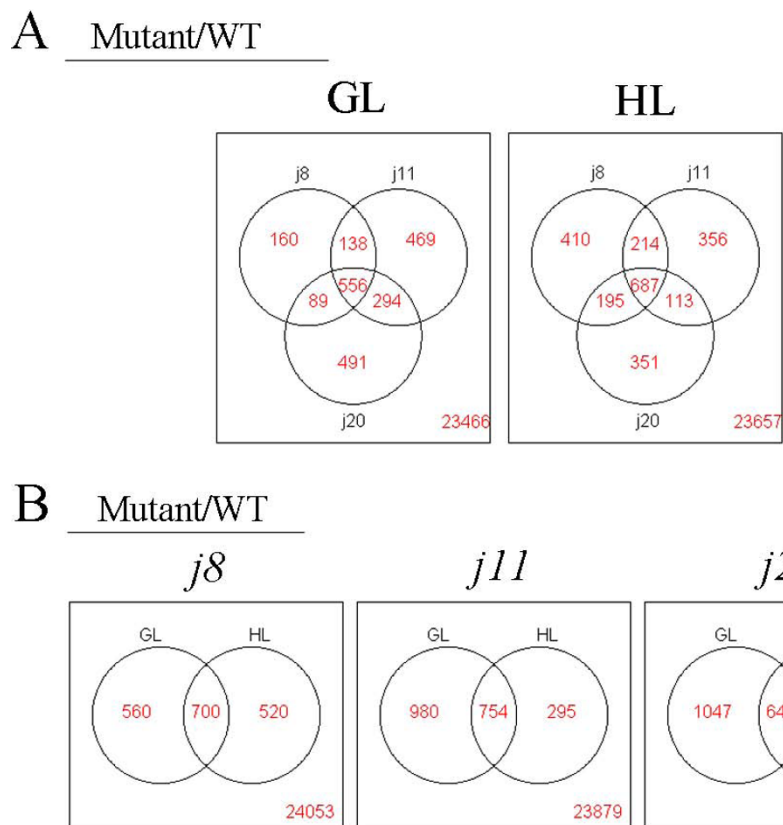 A Mutant/WT
GL HL
j8 j11 j8 j11
160 138 469 410 214 356
556 687
89 294 195 113
491 351
j20 23466 j20 23657
B Mutant/WT
j8 j11
GL HL GL HL GL
560 700 520 980 754 295 1047
24053 23879